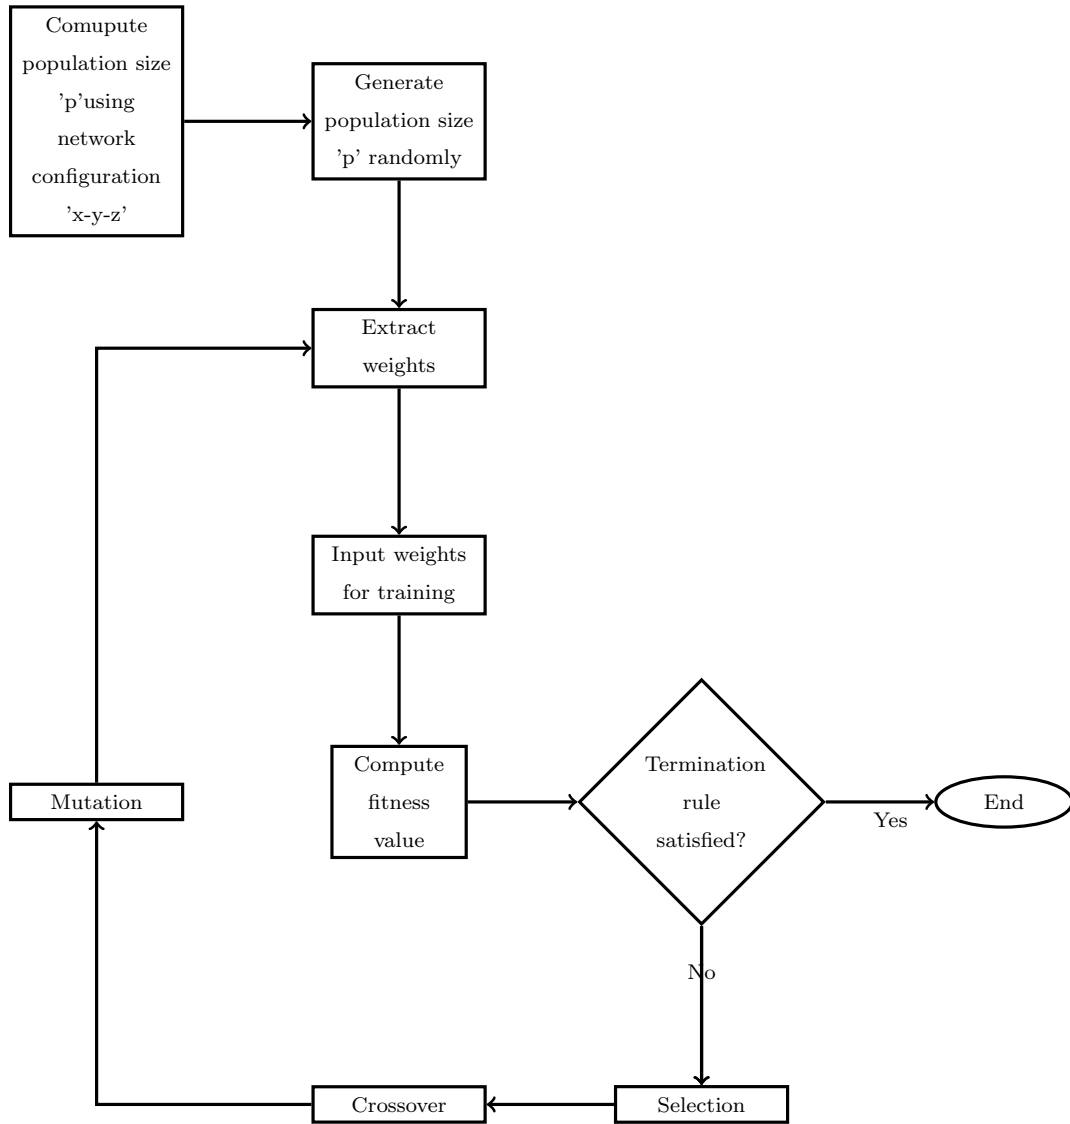 Comupute
population size
'p'using
network
configuration
'x-y-z'
Generate
population size
'p' randomly
Extract
weights
Input weights
for training
Compute
fitness
value
Termination
rule
satisfied?
Yes
End
No
Mutation
Crossover
Selection